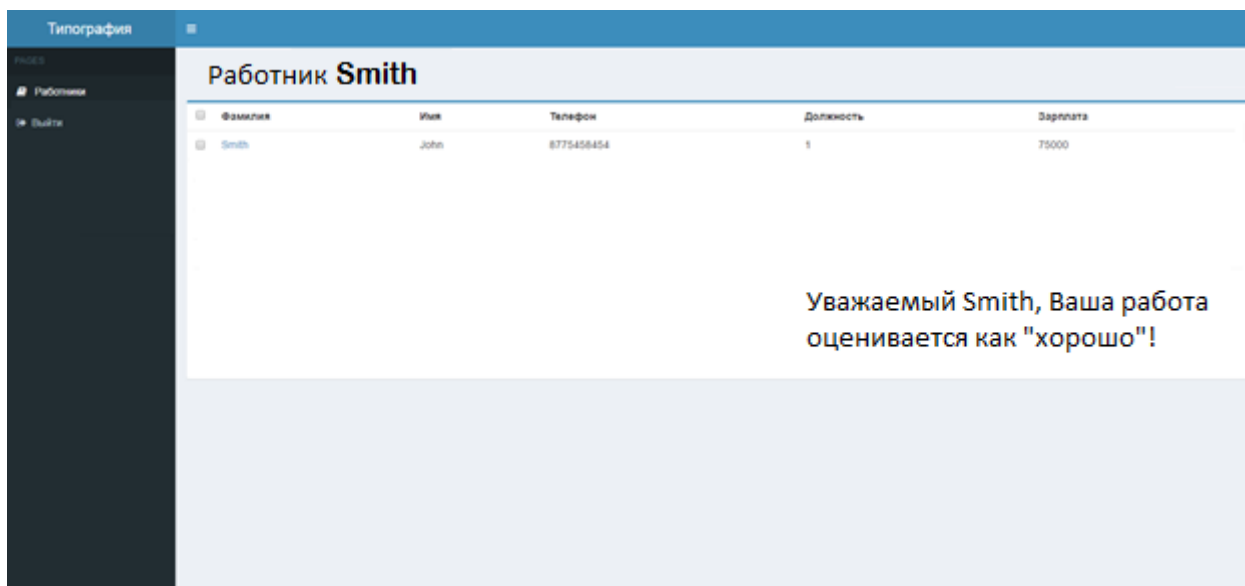 Типография
PAGES
Работники
Выйти
Работник Smith
Фамилия Имя Телефон Должность Зарплата
Smith John 8775458454 1 75000
Уважаемый Smith, Ваша работа
оценивается как "хорошо"!